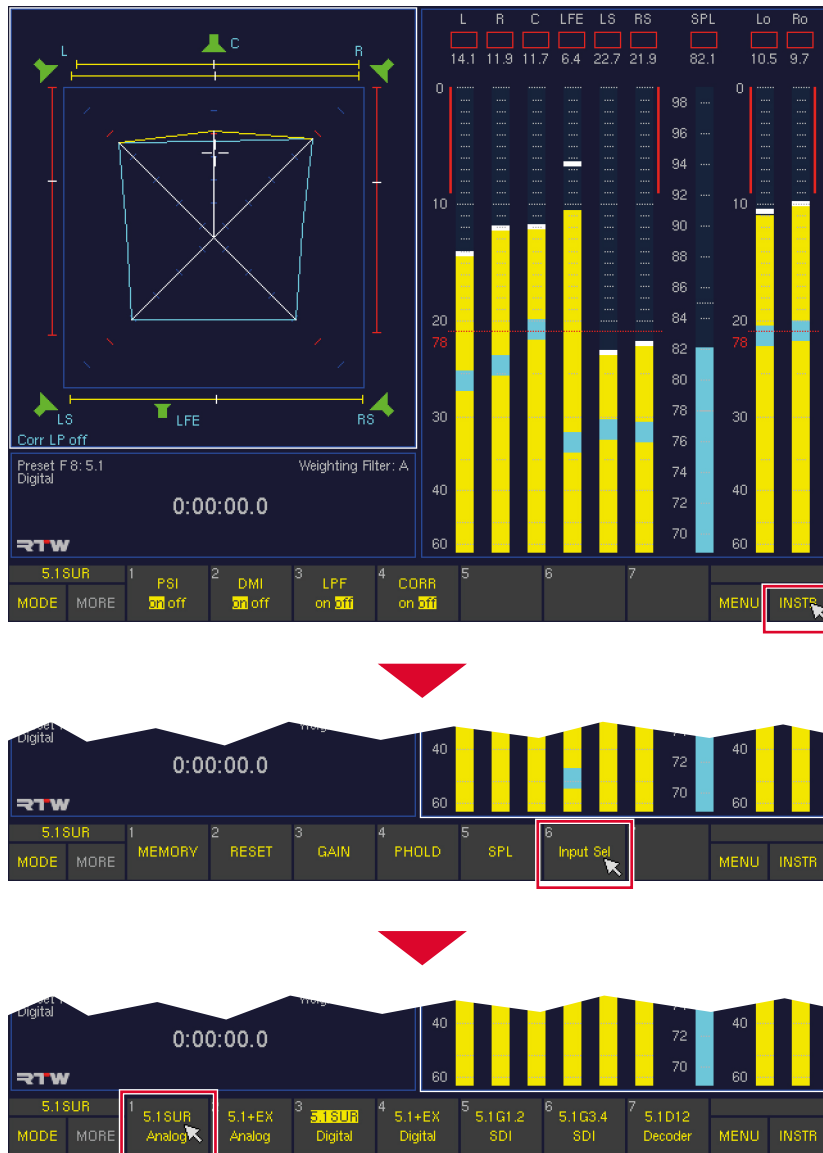 L R C LFE LS RS SPL Lo Ro
14.1 11.9 11.7 6.4 22.7 21.9 82.1 10.5 9.7
L C R
0 98 0
96
94
92
10 90 10
88
86
20 84 20
78 82 78
80
30 78 30
76
74
40 72 40
70
60 60
LS LFE RS
Corr LP off
Preset F 8: 5.1 Weighting Filter: A
Digital
0:00:00.0
RTW
5.1SUR 1 PSI 2 DMI 3 LPF 4 CORR 5 6 7
MODE MORE on off on off on off on off MENU INSTR
Digital
0:00:00.0
40 72 40
70
60 60
RTW
5.1SUR 1 MEMORY 2 RESET 3 GAIN 4 PHOLD 5 SPL 6 Input Sel
MODE MORE MENU INSTR
Digital
0:00:00.0
40 72 40
70
60 60
RTW
5.1SUR 1 5.1SUR 2 5.1+EX 3 5.1SUR 4 5.1+EX 5 5.1G1.2 6 5.1G3.4 7 5.1D12
MODE MORE Analog Analog Digital Digital SDI SDI Decoder MENU INSTR